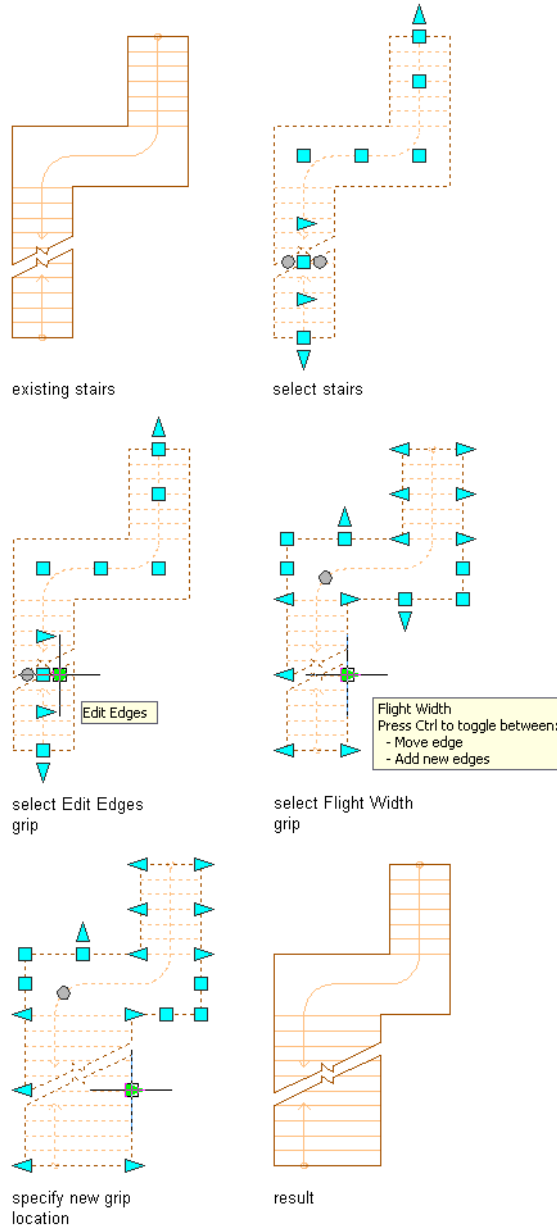 existing stairs
select stairs
Edit Edges
select Edit Edges
grip
Flight Width
Press Ctrl to toggle between:
- Move edge
- Add new edges
select Flight Width
grip
specify new grip
location
result